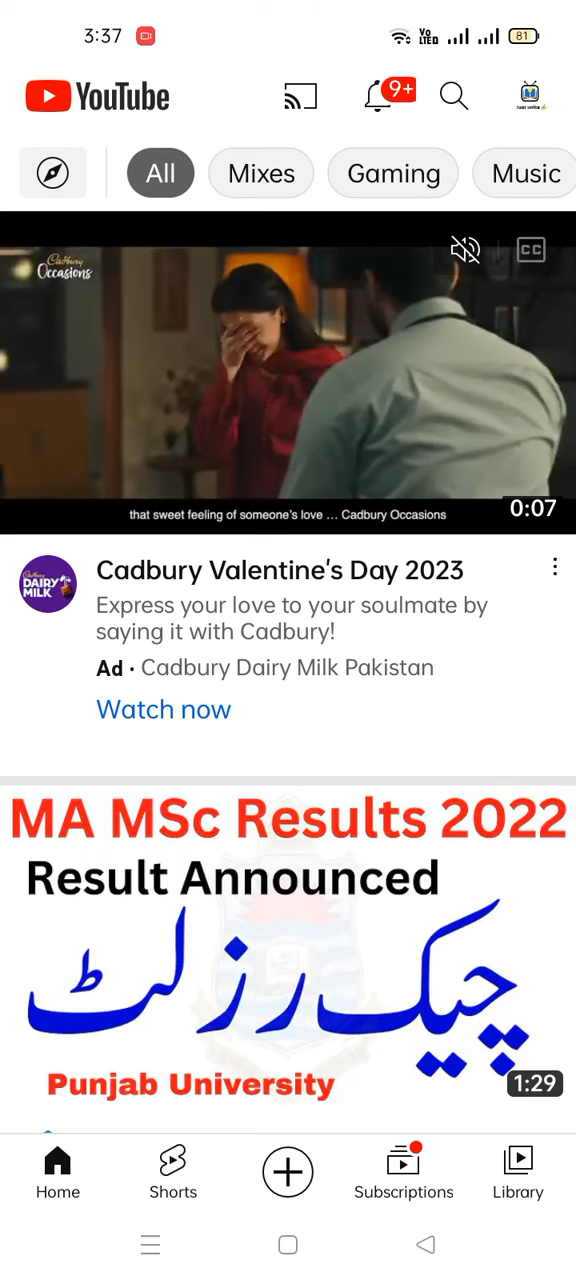 3:37
VO
LTED
81
YouTube
9+
All
Mixes
Gaming
Music
Cadbury
Occasions
CC
that sweet feeling of someone's love ... Cadbury Occasions
0:07
Cadbury
DAIRY
MILK
Cadbury Valentine's Day 2023
Express your love to your soulmate by
saying it with Cadbury!
Ad · Cadbury Dairy Milk Pakistan
Watch now
MA MSc Results 2022
Result Announced
چیک رزلٹ
Punjab University
1:29
Home
Shorts
Subscriptions
Library